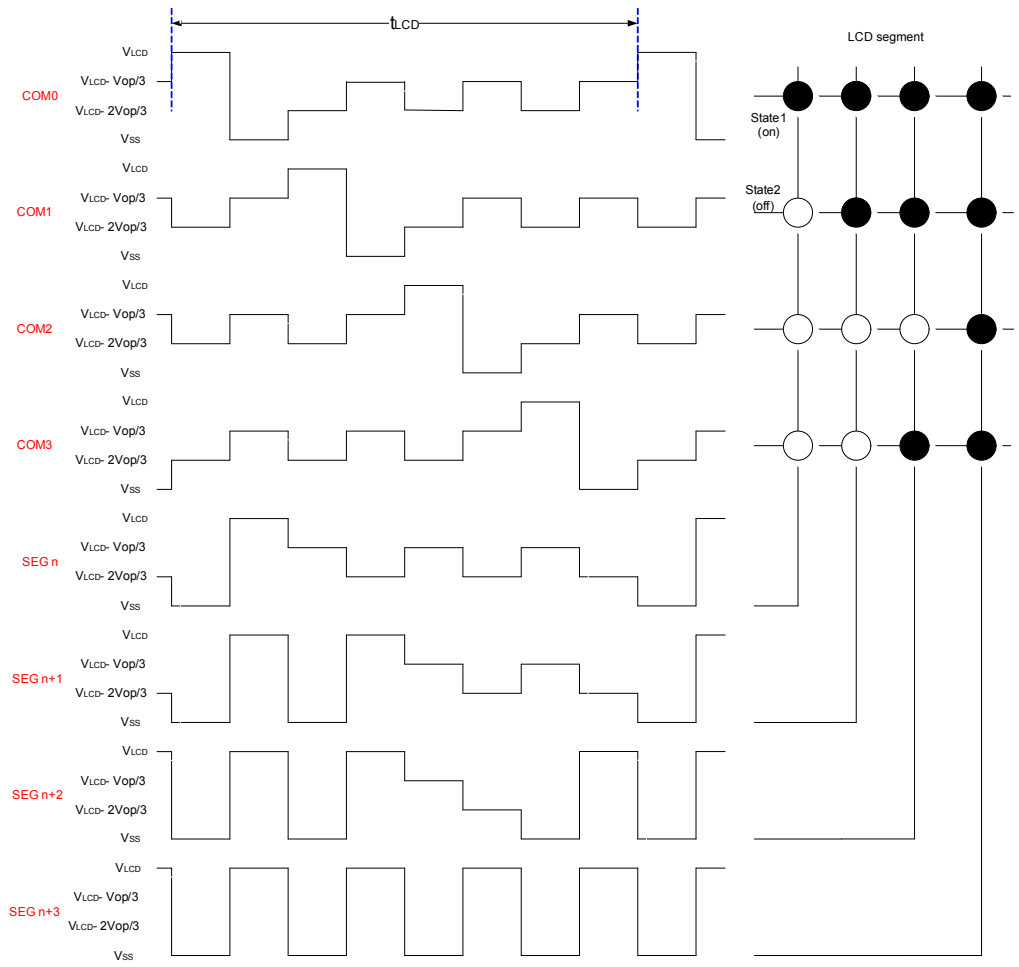 tLCD
LCD segment
COM0
VLCD
VLCD- Vop/3
VLCD- 2Vop/3
VSS
State1
(on)
COM1
VLCD
VLCD- Vop/3
VLCD- 2Vop/3
VSS
State2
(off)
COM2
VLCD
VLCD- Vop/3
VLCD- 2Vop/3
VSS
COM3
VLCD
VLCD- Vop/3
VLCD- 2Vop/3
VSS
SEG n
VLCD
VLCD- Vop/3
VLCD- 2Vop/3
VSS
SEG n+1
VLCD
VLCD- Vop/3
VLCD- 2Vop/3
VSS
SEG n+2
VLCD
VLCD- Vop/3
VLCD- 2Vop/3
VSS
SEG n+3
VLCD
VLCD- Vop/3
VLCD- 2Vop/3
VSS